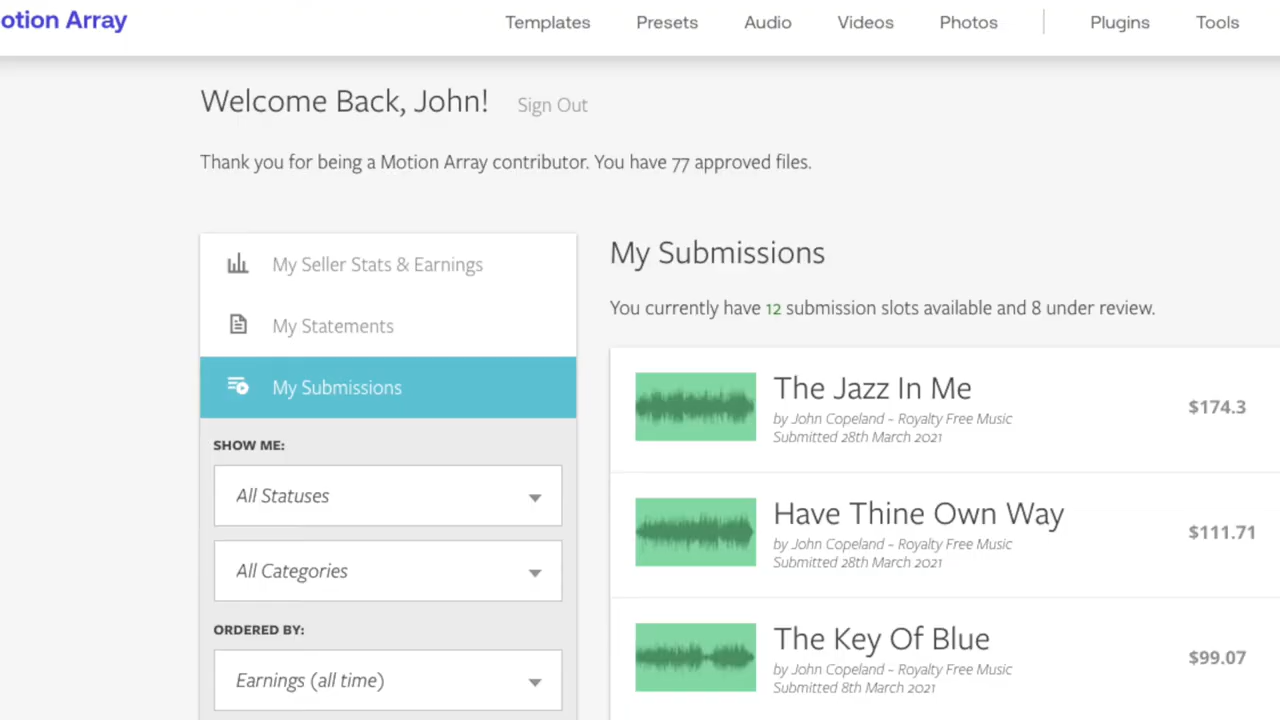 otion Array
Templates Presets Audio Videos Photos Plugins Tools
Welcome Back, John! Sign Out
Thank you for being a Motion Array contributor. You have 77 approved files.
My Seller Stats & Earnings
My Statements
My Submissions
SHOW ME:
All Statuses
All Categories
ORDERED BY:
Earnings (all time)
My Submissions
You currently have 12 submission slots available and 8 under review.
The Jazz In Me
by John Copeland - Royalty Free Music
Submitted 28th March 2021
$174.3
Have Thine Own Way
by John Copeland - Royalty Free Music
Submitted 28th March 2021
$111.71
The Key Of Blue
by John Copeland - Royalty Free Music
Submitted 8th March 2021
$99.07